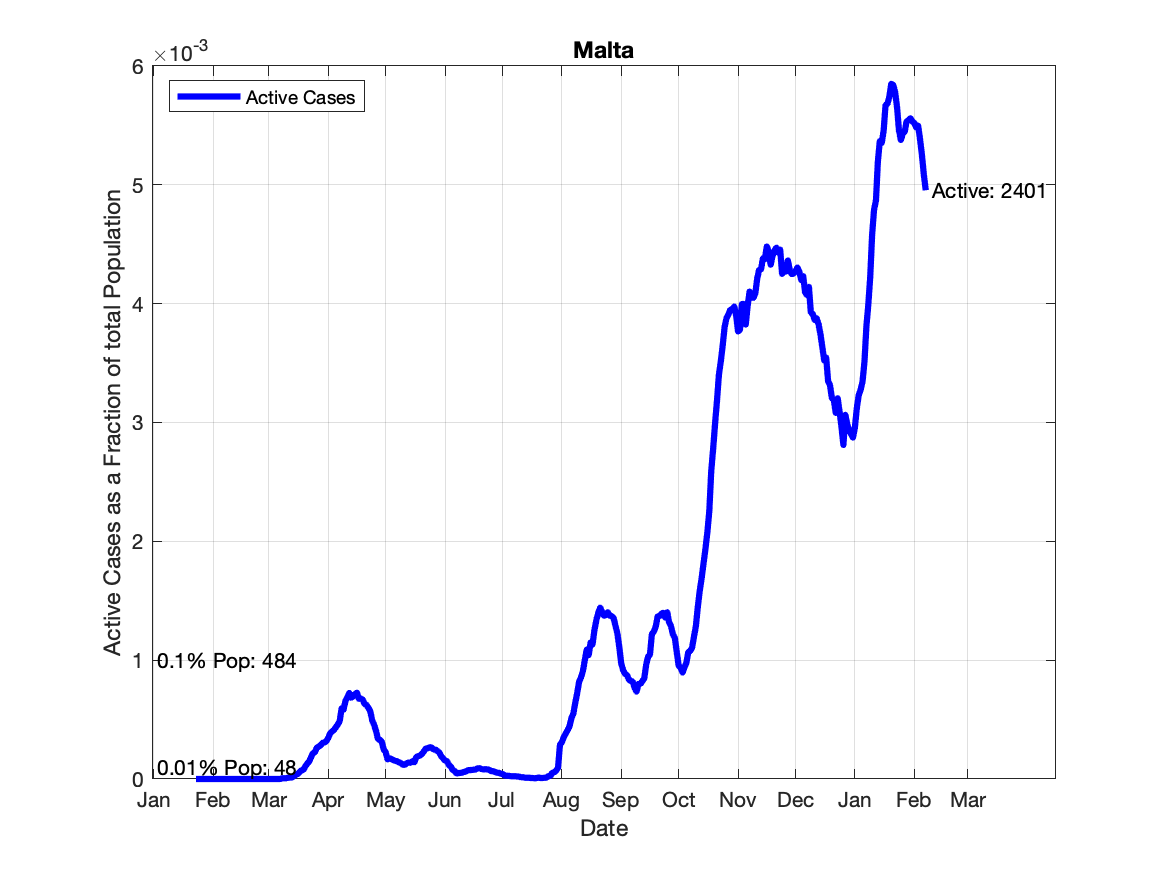 Malta
×10-3
6
5
4
3
2
1
0
Active Cases
Active: 2401
0.1% Pop: 484
0.01% Pop: 48
Active Cases as a Fraction of total Population
Jan Feb Mar Apr May Jun Jul Aug Sep Oct Nov Dec Jan Feb Mar
Date